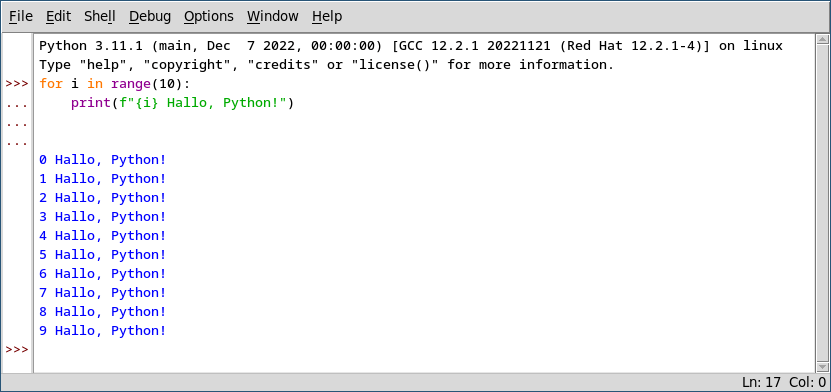 File Edit Shell Debug Options Window Help
Python 3.11.1 (main, Dec  7 2022, 00:00:00) [GCC 12.2.1 20221121 (Red Hat 12.2.1-4)] on linux
Type "help", "copyright", "credits" or "license()" for more information.
>>> for i in range(10):
...     print(f"{i} Hallo, Python!")
...
...
0 Hallo, Python!
1 Hallo, Python!
2 Hallo, Python!
3 Hallo, Python!
4 Hallo, Python!
5 Hallo, Python!
6 Hallo, Python!
7 Hallo, Python!
8 Hallo, Python!
9 Hallo, Python!
>>>
Ln: 17 Col: 0